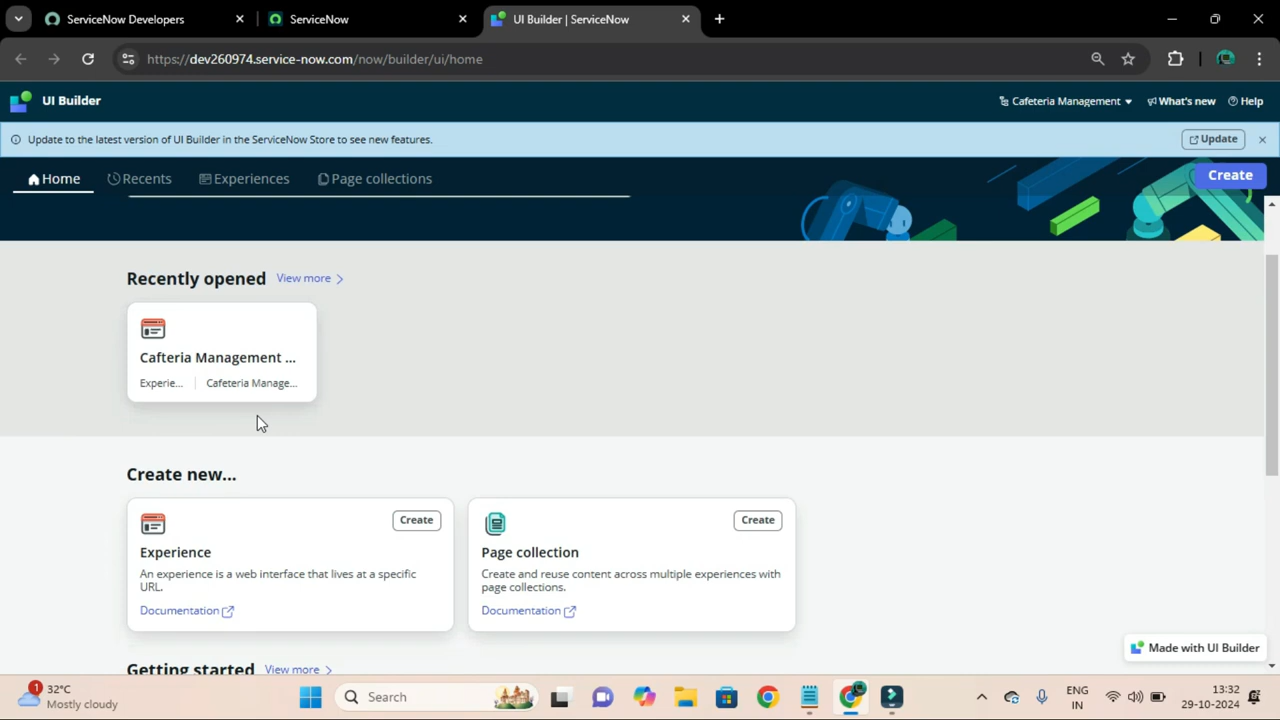 ServiceNow Developers
ServiceNow
UI Builder | ServiceNow
https://dev260974.service-now.com/now/builder/ui/home
UI Builder
Cafeteria Management
What's new
Help
Update to the latest version of UI Builder in the ServiceNow Store to see new features.
Update
Home
Recents
Experiences
Page collections
Create
Recently opened
View more
Cafteria Management ...
Experie...
Cafeteria Manage...
Create new...
Create
Experience
An experience is a web interface that lives at a specific
URL.
Documentation
Create
Page collection
Create and reuse content across multiple experiences with
page collections.
Documentation
Getting started
View more
Made with UI Builder
1
32°C
Mostly cloudy
Search
ENG
IN
13:32
29-10-2024